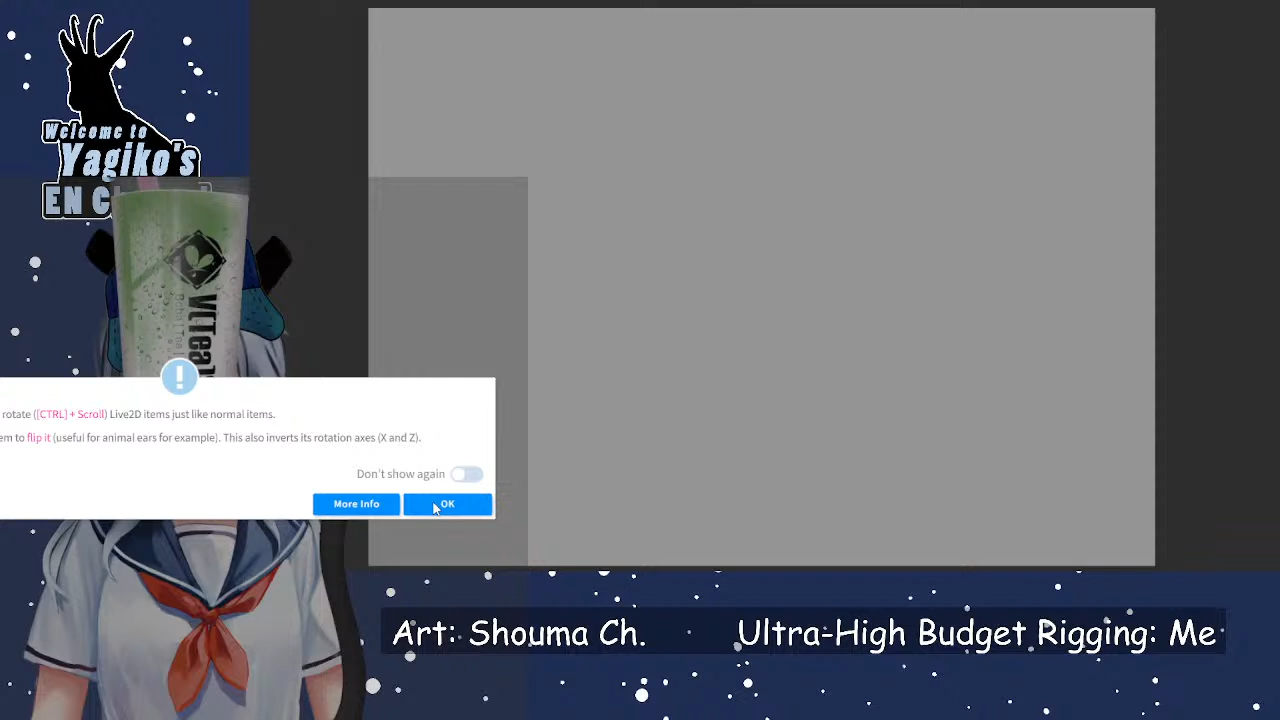 Welcome to
Yagiko's
EN C
VCTea
rotate ([CTRL] + Scroll) Live2D items just like normal items.
em to flip it (useful for animal ears for example). This also inverts its rotation axes (X and Z).
Don't show again
More Info
OK
Art: Shouma Ch.
Ultra-High Budget Rigging: Me